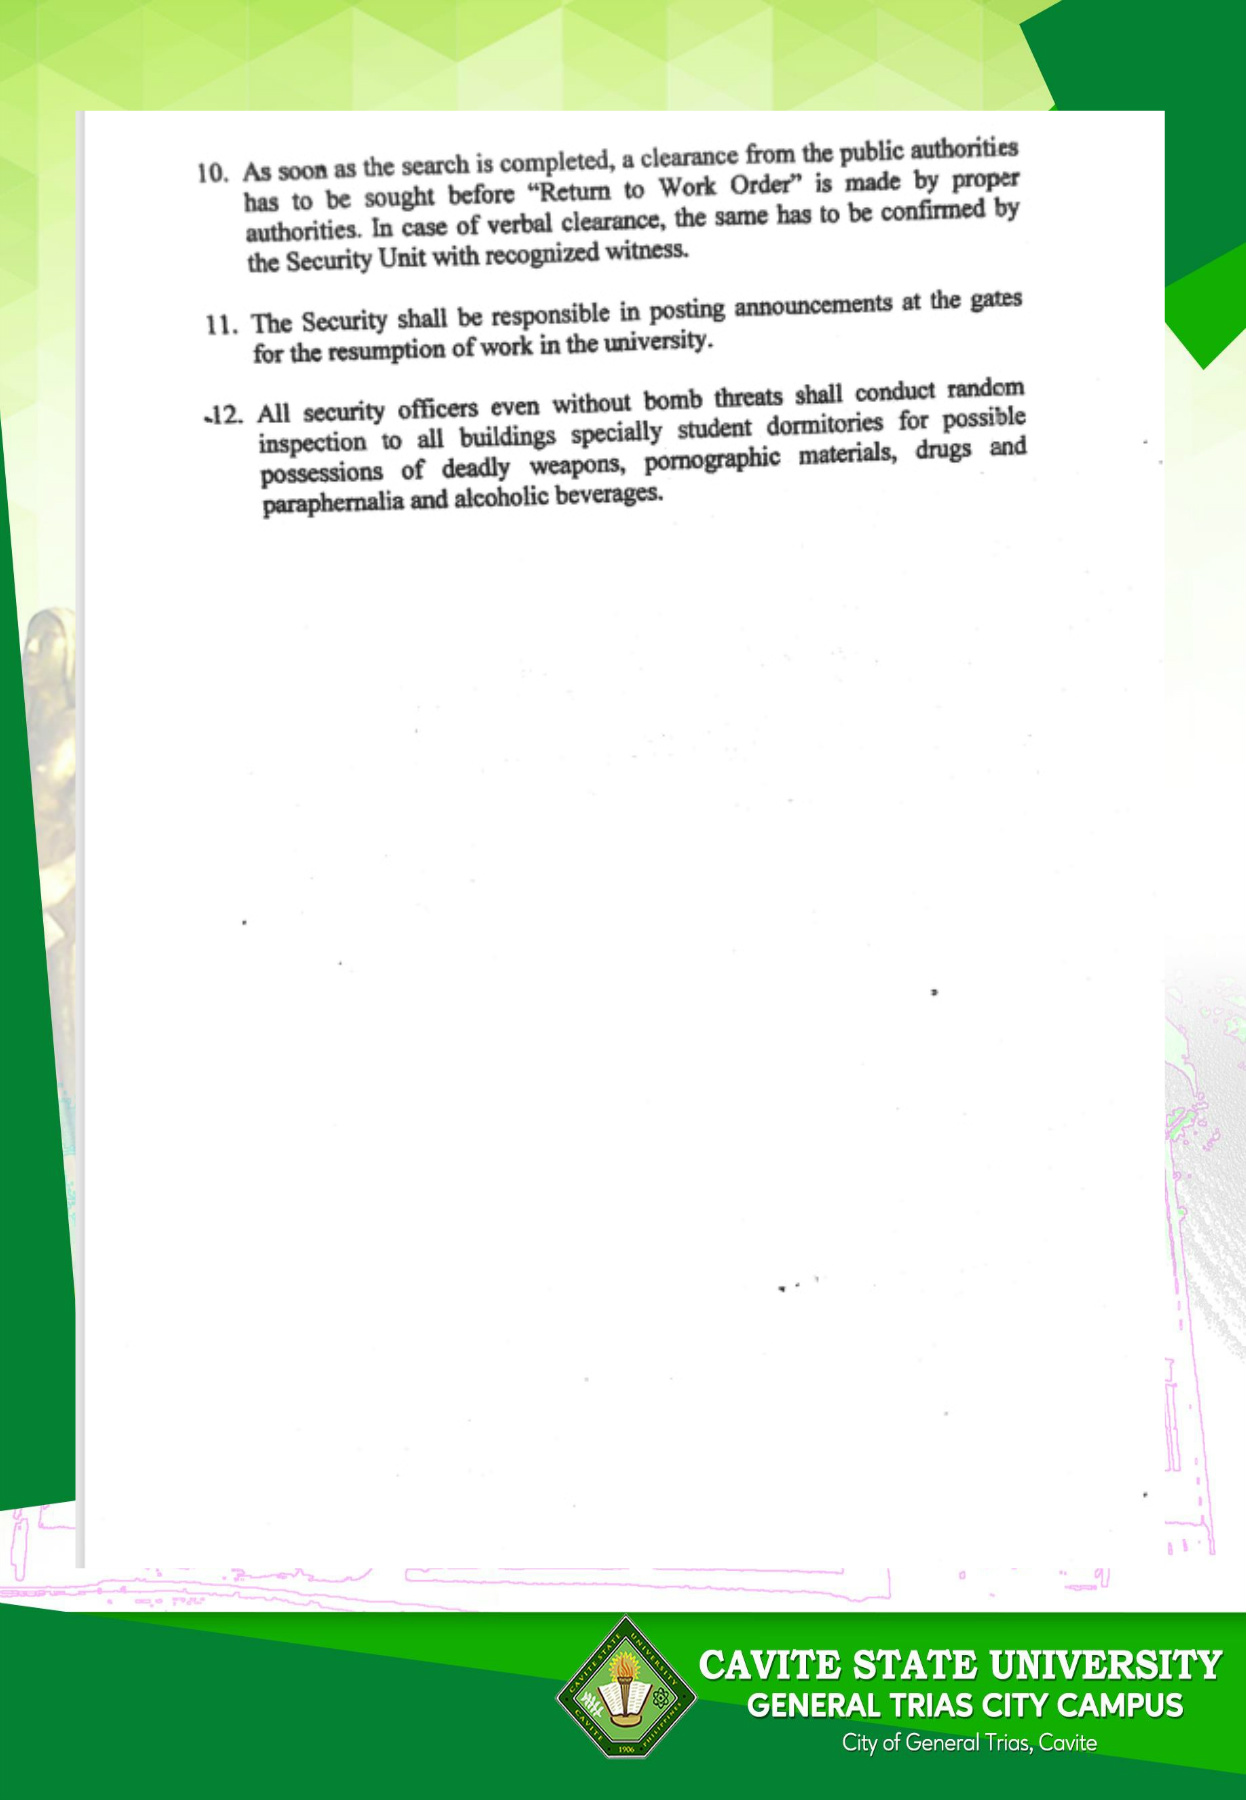 10. As soon as the search is completed, a clearance from the public authorities
has to be sought before “Return to Work Order” is made by proper
authorities. In case of verbal clearance, the same has to be confirmed by
the Security Unit with recognized witness.
11. The Security shall be responsible in posting announcements at the gates
for the resumption of work in the university.
12. All security officers even without bomb threats shall conduct random
inspection to all buildings specially student dormitories for possible
possessions of deadly weapons, pornographic materials, drugs and
paraphernalia and alcoholic beverages.
CAVITE STATE UNIVERSITY
CAVITE PHILIPPINES
1906
CAVITE STATE UNIVERSITY
GENERAL TRIAS CITY CAMPUS
City of General Trias, Cavite